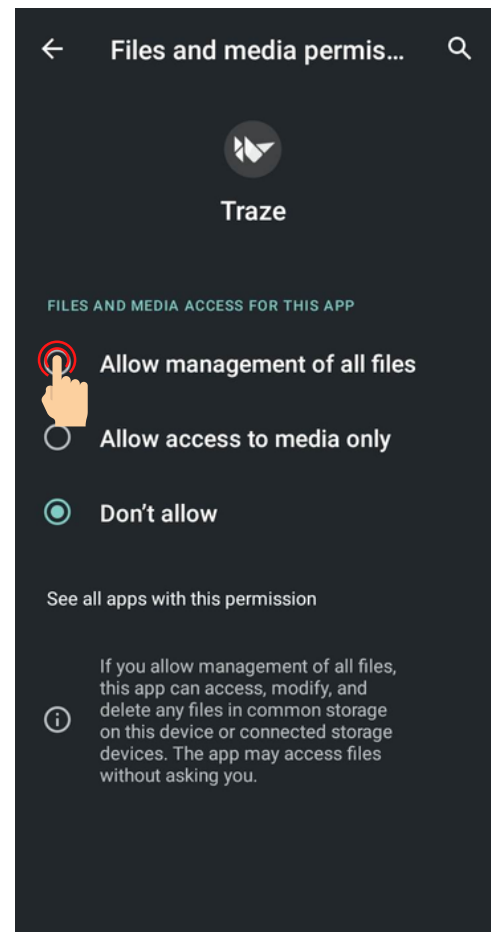 Files and media permis...
Traze
FILES AND MEDIA ACCESS FOR THIS APP
Allow management of all files
Allow access to media only
Don’t allow
See all apps with this permission
If you allow management of all files,
this app can access, modify, and
delete any files in common storage
on this device or connected storage
devices. The app may access files
without asking you.